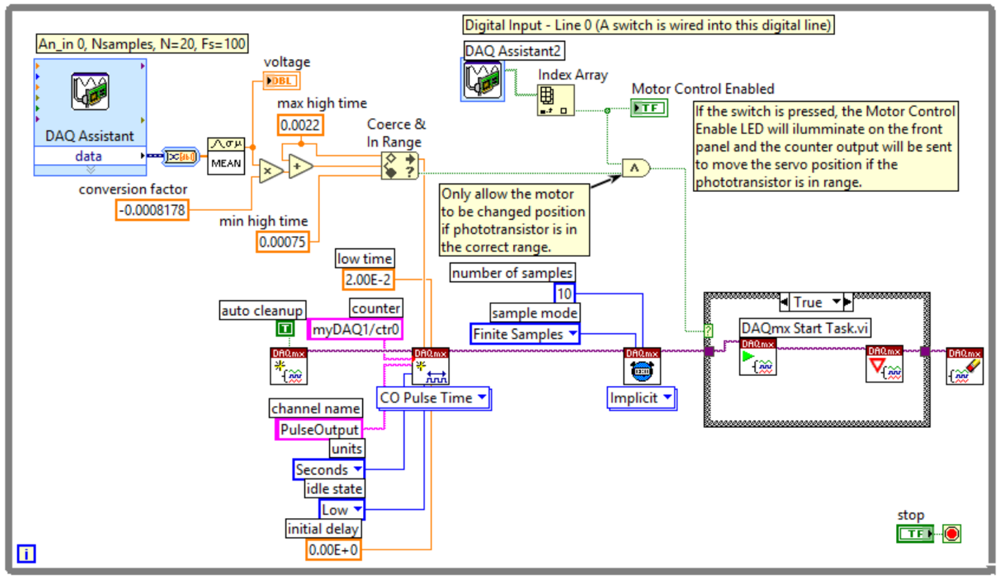 Digital Input - Line 0 (A switch is wired into this digital line)
An_in 0, Nsamples, N=20, Fs=100
DAQ Assistant2
voltage
DBL
Index Array
Motor Control Enabled
TF
max high time
0.0022
Coerce &
In Range
If the switch is pressed, the Motor Control
Enable LED will ilumminate on the front
panel and the counter output will be sent
to move the servo position if the
phototransistor is in range.
DAQ Assistant
data
MEAN
conversion factor
-0.0008178
min high time
0.00075
Only allow the motor
to be changed position
if phototransistor is in
the correct range.
low time
2.00E-2
number of samples
10
auto cleanup
T
counter
myDAQ1/ctr0
sample mode
Finite Samples
True
?
DAQmx Start Task.vi
DAQmx
DAQmx
DAQmx
DAQmx
DAQmx
DAQmx
CO Pulse Time
Implicit
channel name
PulseOutput
units
Seconds
idle state
Low
initial delay
0.00E+0
stop
TF
i